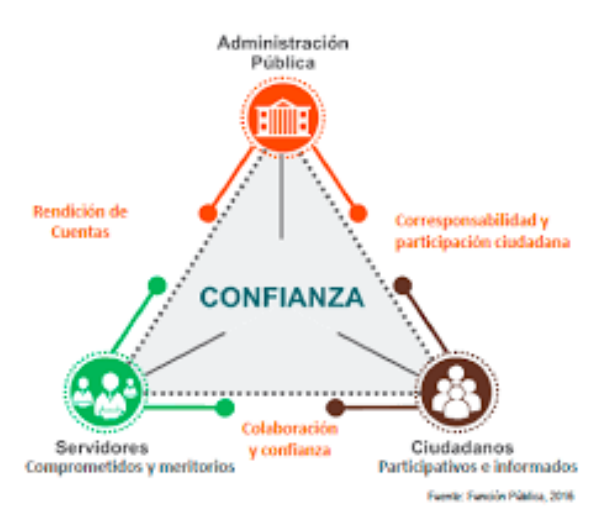 Administración
Pública
Rendición de
Cuentas
Corresponsabilidad y
participación ciudadana
CONFIANZA
Colaboración
y confianza
Servidores
Comprometidos y meritorios
Ciudadanos
Participativos e informados
Fuente: Función Pública, 2016